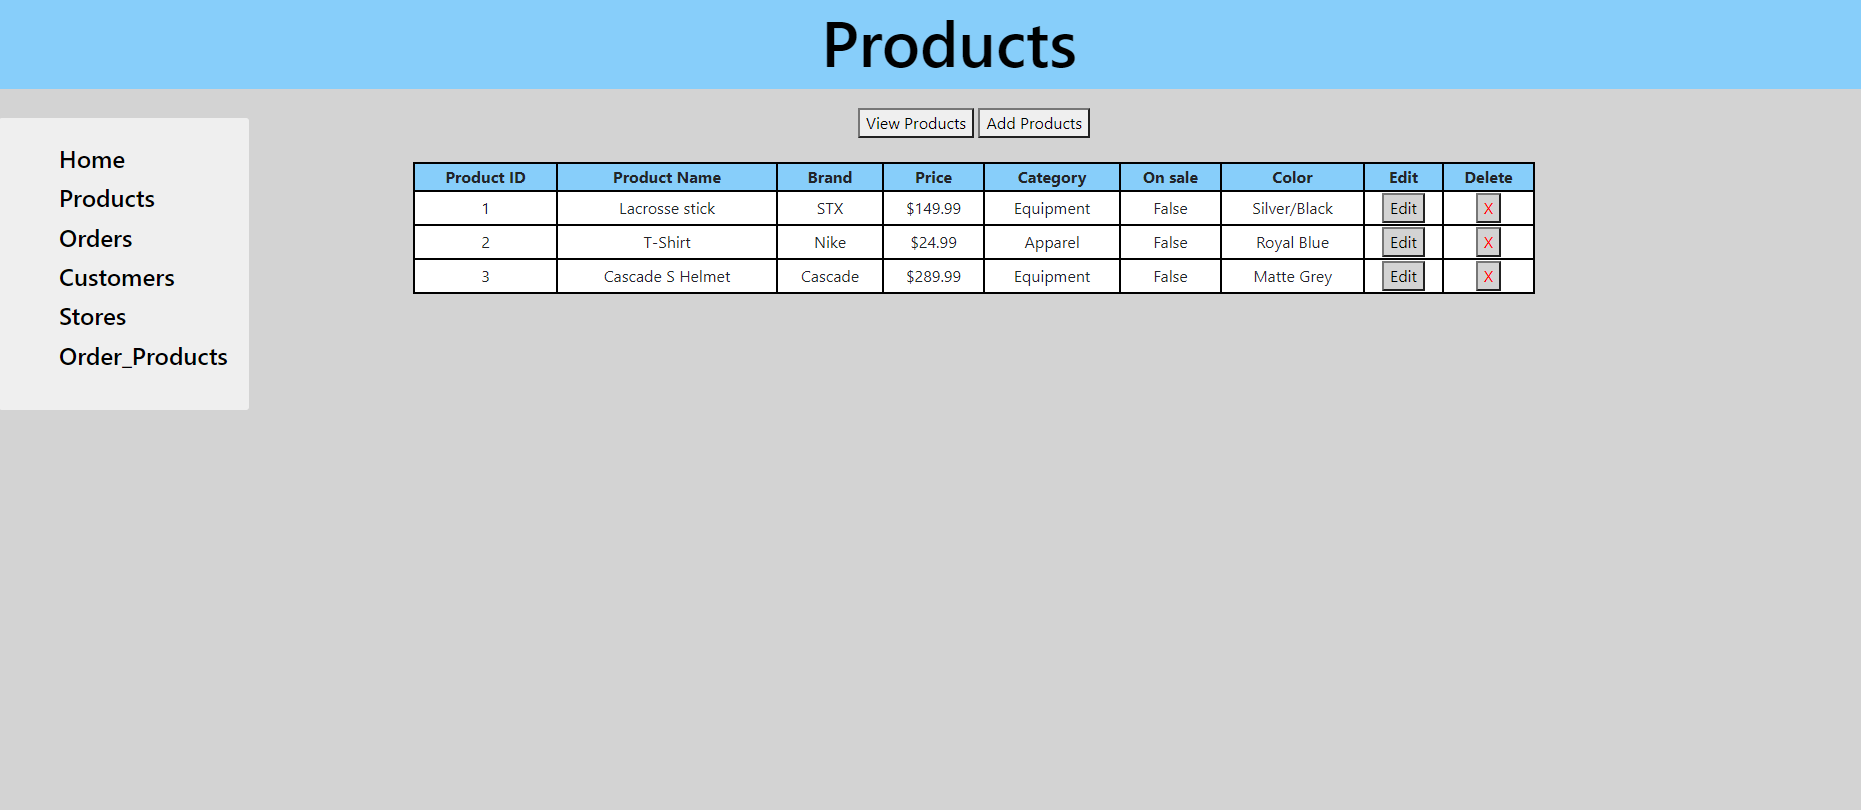 Products
View Products Add Products
Home
Products
Orders
Customers
Stores
Order_Products
Product ID Product Name Brand Price Category On sale Color Edit Delete
1 Lacrosse stick STX $149.99 Equipment False Silver/Black Edit X
2 T-Shirt Nike $24.99 Apparel False Royal Blue Edit X
3 Cascade S Helmet Cascade $289.99 Equipment False Matte Grey Edit X